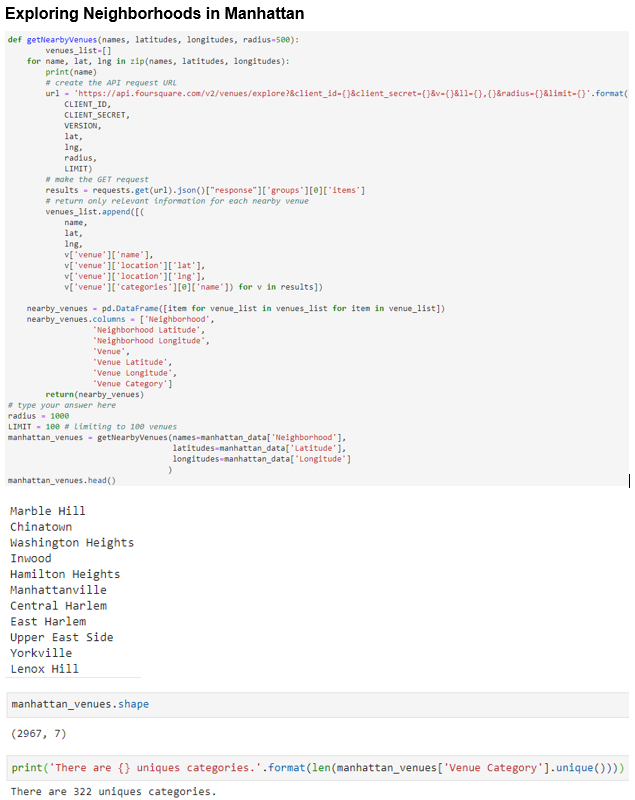 Exploring Neighborhoods in Manhattan
def getNearbyVenues(names, latitudes, longitudes, radius=500):
venues_list=[]
for name, lat, lng in zip(names, latitudes, longitudes):
print(name)
# create the API request URL
url = 'https://api.foursquare.com/v2/venues/explore?&client_id={}&client_secret={}&v={}&ll={},{}&radius={}&limit={}'.format(
CLIENT_ID,
CLIENT_SECRET,
VERSION,
lat,
lng,
radius,
LIMIT)
# make the GET request
results = requests.get(url).json()["response"]['groups'][0]['items']
# return only relevant information for each nearby venue
venues_list.append([(
name,
lat,
lng,
v['venue']['name'],
v['venue']['location']['lat'],
v['venue']['location']['lng'],
v['venue']['categories'][0]['name']) for v in results])
nearby_venues = pd.DataFrame([item for venue_list in venues_list for item in venue_list])
nearby_venues.columns = ['Neighborhood',
'Neighborhood Latitude',
'Neighborhood Longitude',
'Venue',
'Venue Latitude',
'Venue Longitude',
'Venue Category']
return(nearby_venues)
# type your answer here
radius = 1000
LIMIT = 100 # limiting to 100 venues
manhattan_venues = getNearbyVenues(names=manhattan_data['Neighborhood'],
latitudes=manhattan_data['Latitude'],
longitudes=manhattan_data['Longitude']
)
manhattan_venues.head()
Marble Hill
Chinatown
Washington Heights
Inwood
Hamilton Heights
Manhattanville
Central Harlem
East Harlem
Upper East Side
Yorkville
Lenox Hill
manhattan_venues.shape
(2967, 7)
print('There are {} uniques categories.'.format(len(manhattan_venues['Venue Category'].unique())))
There are 322 uniques categories.